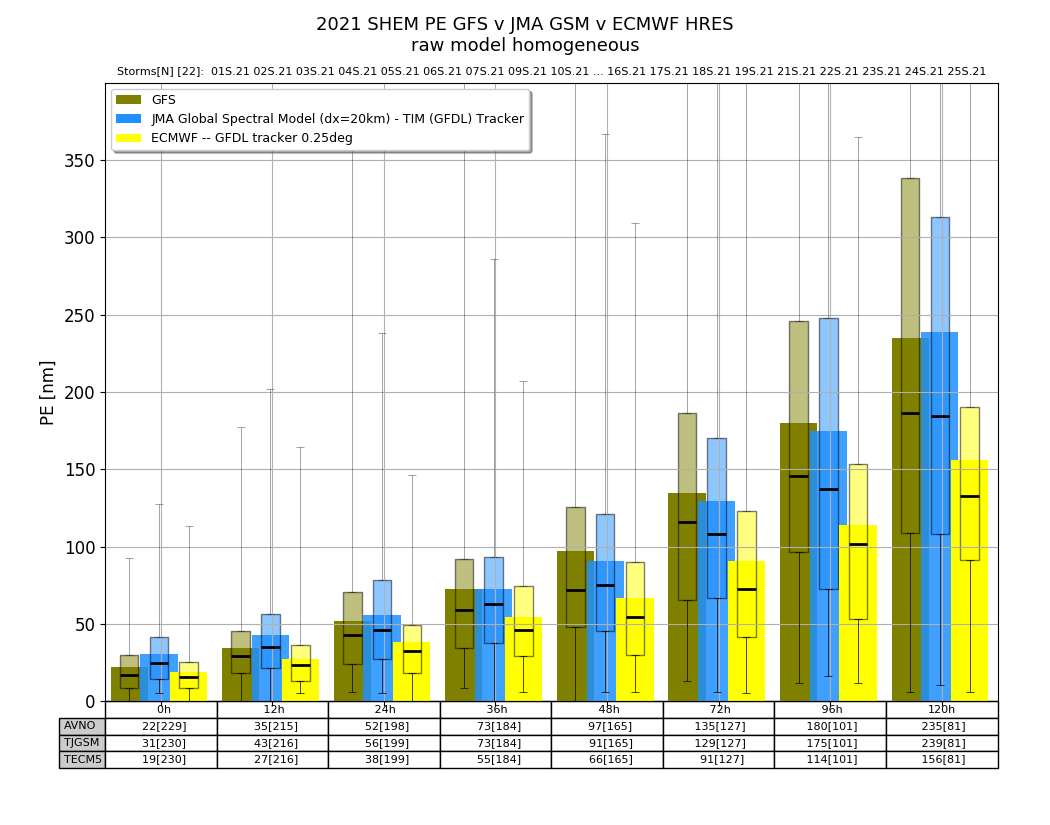 2021 SHEM PE GFS v JMA GSM v ECMWF HRES
raw model homogeneous
Storms[N] [22]: 01S.21 02S.21 03S.21 04S.21 05S.21 06S.21 07S.21 09S.21 10S.21 ... 16S.21 17S.21 18S.21 19S.21 21S.21 22S.21 23S.21 24S.21 25S.21
GFS
JMA Global Spectral Model (dx=20km) - TIM (GFDL) Tracker
ECMWF -- GFDL tracker 0.25deg
350
300
250
200
150
100
50
0
PE [nm]
0h 12h 24h 36h 48h 72h 96h 120h
AVNO 22[229] 35[215] 52[198] 73[184] 97[165] 135[127] 180[101] 235[81]
TJGSM 31[230] 43[216] 56[199] 73[184] 91[165] 129[127] 175[101] 239[81]
TECM5 19[230] 27[216] 38[199] 55[184] 66[165] 91[127] 114[101] 156[81]